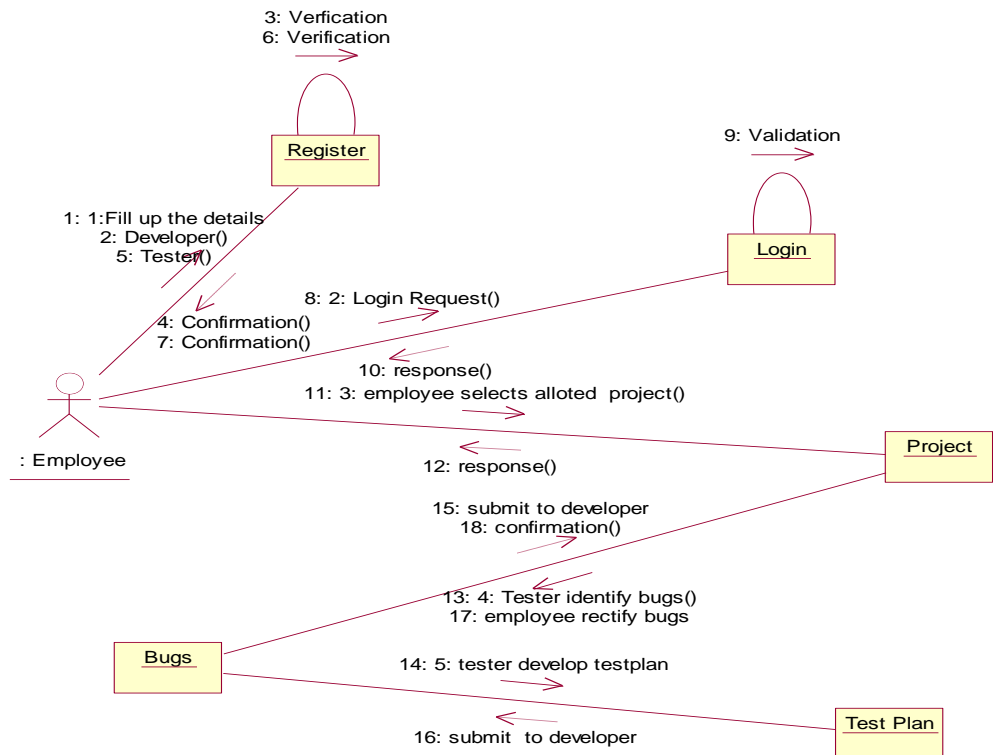 3: Verfication
6: Verification
Register
9: Validation
Login
1: 1:Fill up the details
2: Developer()
5: Tester()
4: Confirmation()
7: Confirmation()
8: 2: Login Request()
10: response()
11: 3: employee selects alloted project()
: Employee
12: response()
Project
15: submit to developer
18: confirmation()
13: 4: Tester identify bugs()
17: employee rectify bugs
Bugs
14: 5: tester develop testplan
Test Plan
16: submit to developer